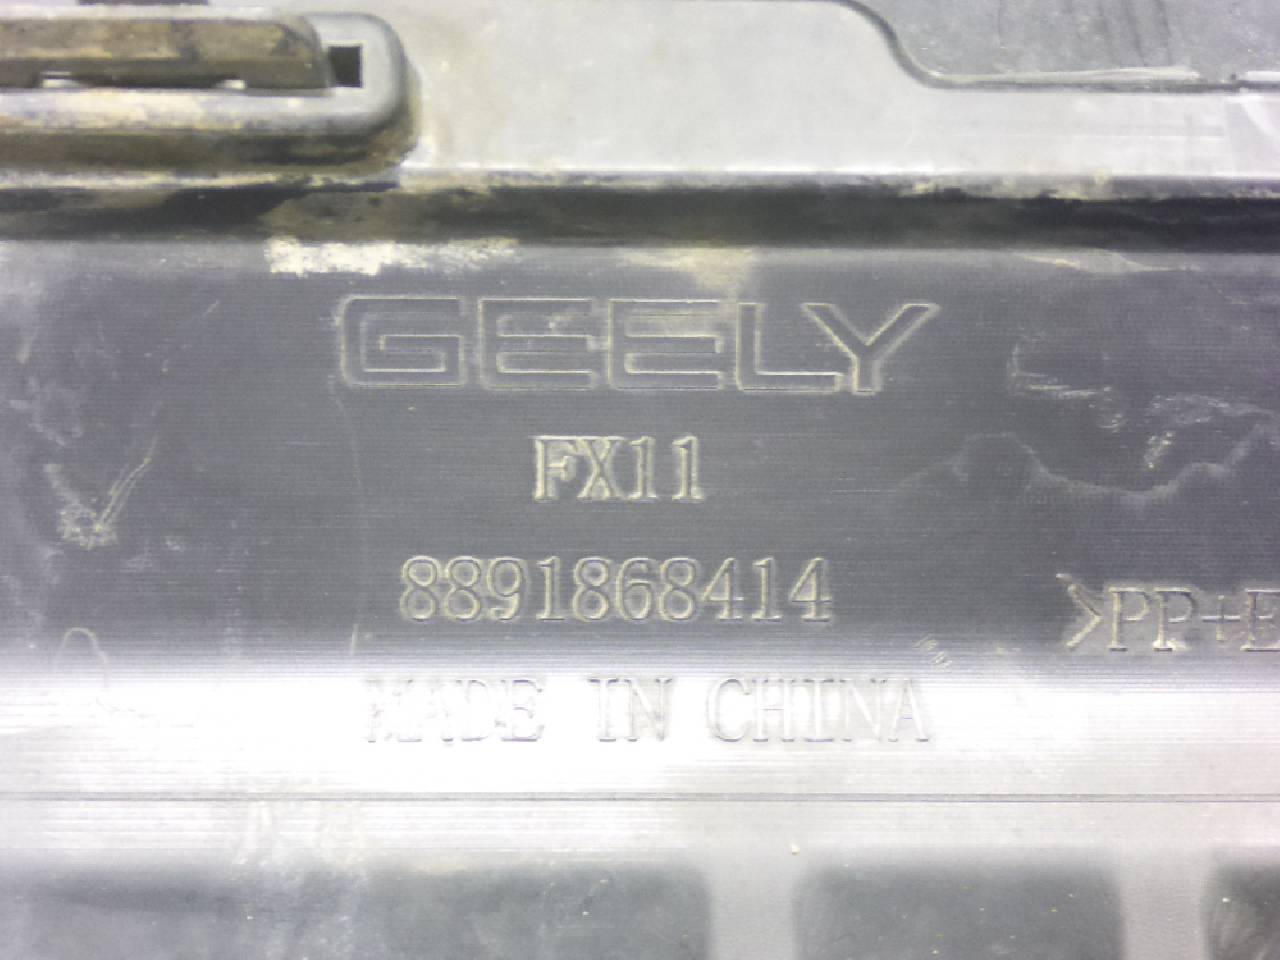 GEELY
FX11
8891868414
>PP+E
MADE IN CHINA